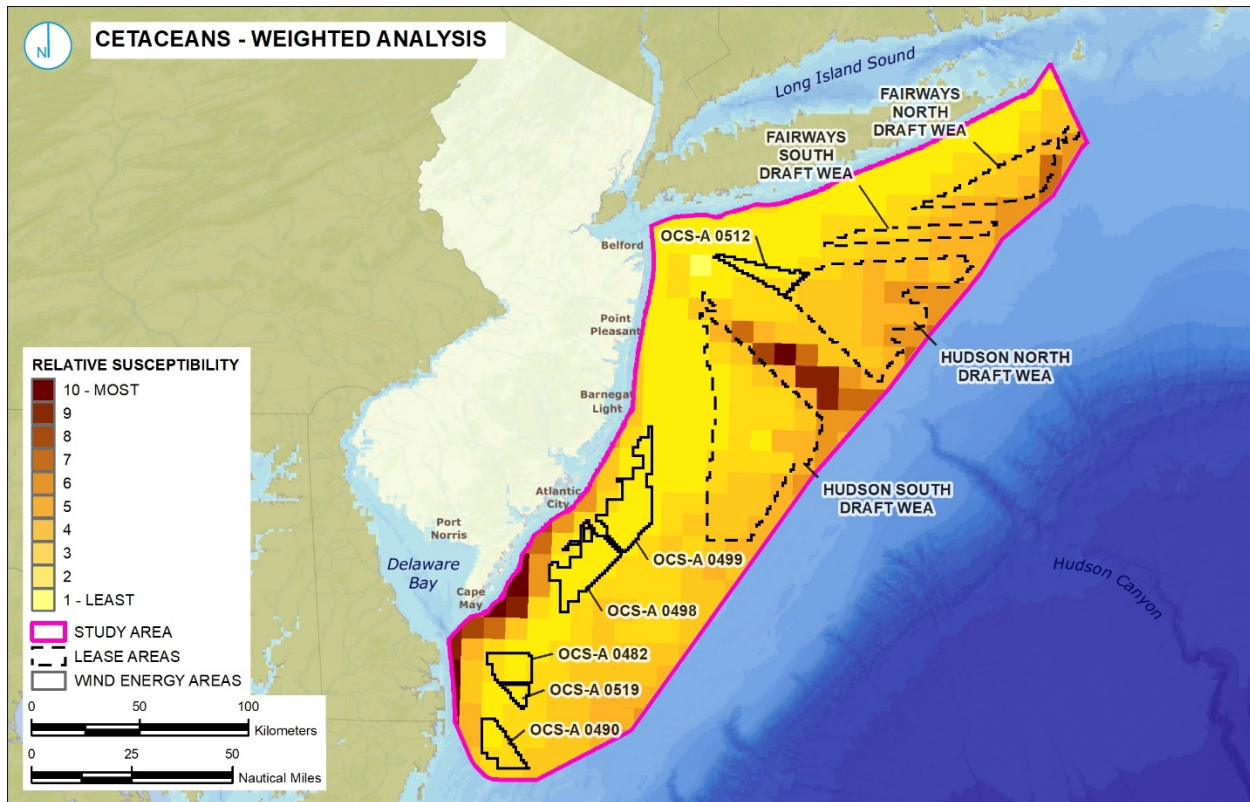 N
CETACEANS - WEIGHTED ANALYSIS
Long Island Sound
FAIRWAYS
NORTH
DRAFT WEA
FAIRWAYS
SOUTH
DRAFT WEA
OCS-A 0512
Belford
Point
Pleasant
HUDSON NORTH
DRAFT WEA
Barnegat
Light
HUDSON SOUTH
DRAFT WEA
Atlantic
City
Port
Norris
OCS-A 0499
Delaware
Bay
Hudson Canyon
Cape
May
OCS-A 0498
OCS-A 0482
OCS-A 0519
OCS-A 0490
RELATIVE SUSCEPTIBILITY
10 - MOST
9
8
7
6
5
4
3
2
1 - LEAST
STUDY AREA
LEASE AREAS
WIND ENERGY AREAS
0 50 100
Kilometers
0 25 50
Nautical Miles